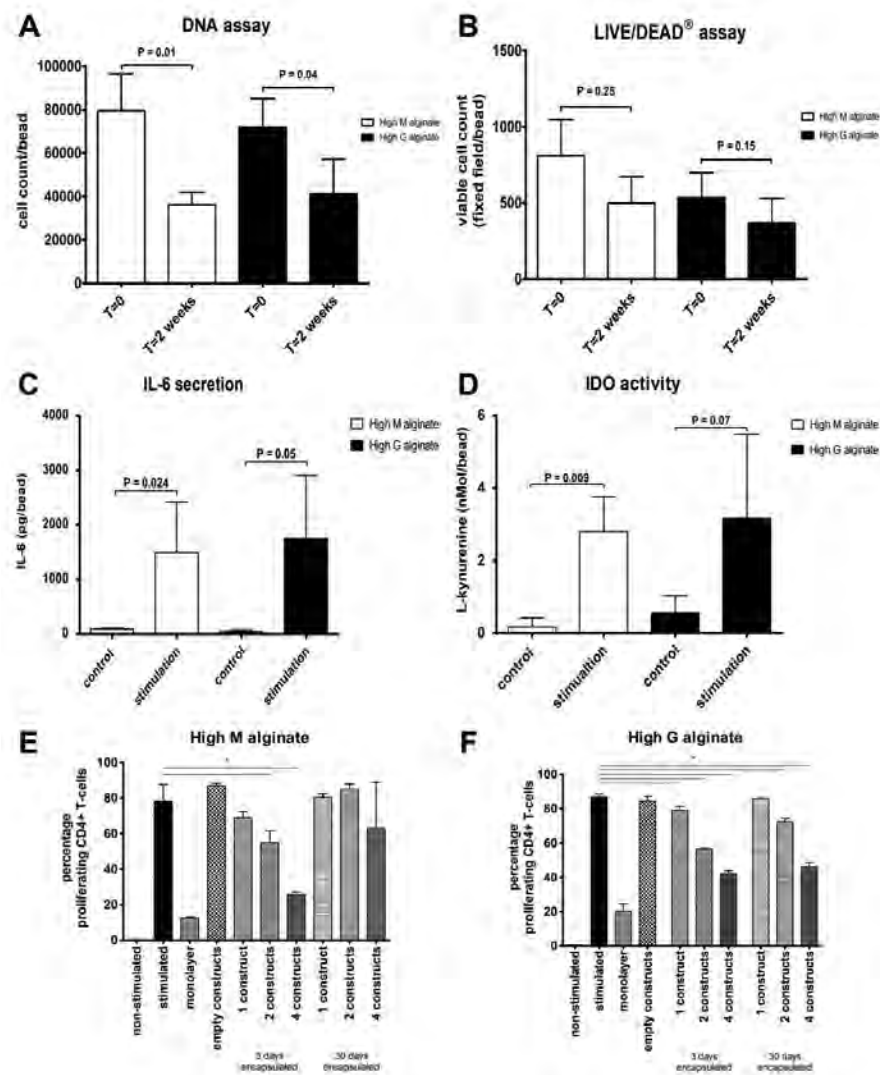 A
DNA assay
cell count/bead
100000
80000
60000
40000
20000
0
P = 0.01
P = 0.04
High M alginate
High G alginate
T=0
T=2 weeks
T=0
T=2 weeks
B
LIVE/DEAD® assay
viable cell count
(fixed field/bead)
1500
1000
500
0
P = 0.25
P = 0.15
High M alginate
High G alginate
T=0
T=2 weeks
T=0
T=2 weeks
C
IL-6 secretion
IL-6 (pg/bead)
4000
3000
2000
1000
0
P = 0.024
P = 0.05
High M alginate
High G alginate
control
stimulation
control
stimulation
D
IDO activity
L-kynurenine (nMol/bead)
6
4
2
0
P = 0.009
P = 0.07
High M alginate
High G alginate
control
stimualtion
control
stimulation
E
High M alginate
percentage
proliferating CD4+ T-cells
100
80
60
40
20
0
*
non-stimulated
stimulated
monolayer
empty constructs
1 construct
2 constructs
4 constructs
1 construct
2 constructs
4 constructs
3 days
encapsulated
30 days
encapsulated
F
High G alginate
percentage
proliferating CD4+ T-cells
100
80
60
40
20
0
*
non-stimulated
stimulated
monolayer
empty constructs
1 construct
2 constructs
4 constructs
1 construct
2 constructs
4 constructs
3 days
encapsulated
30 days
encapsulated